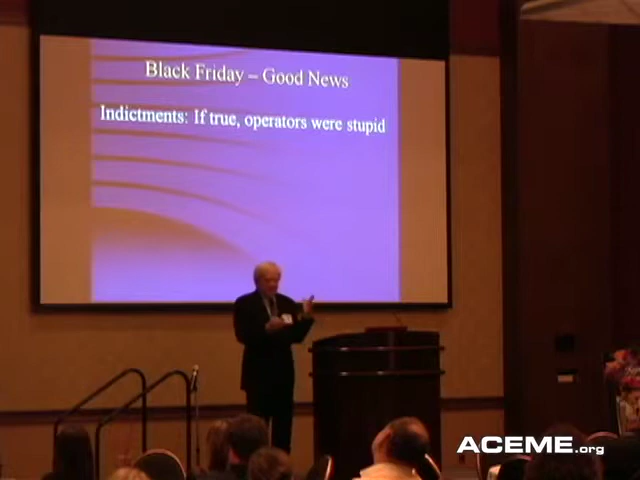 Black Friday – Good News
Indictments: If true, operators were stupid
ACEME.org